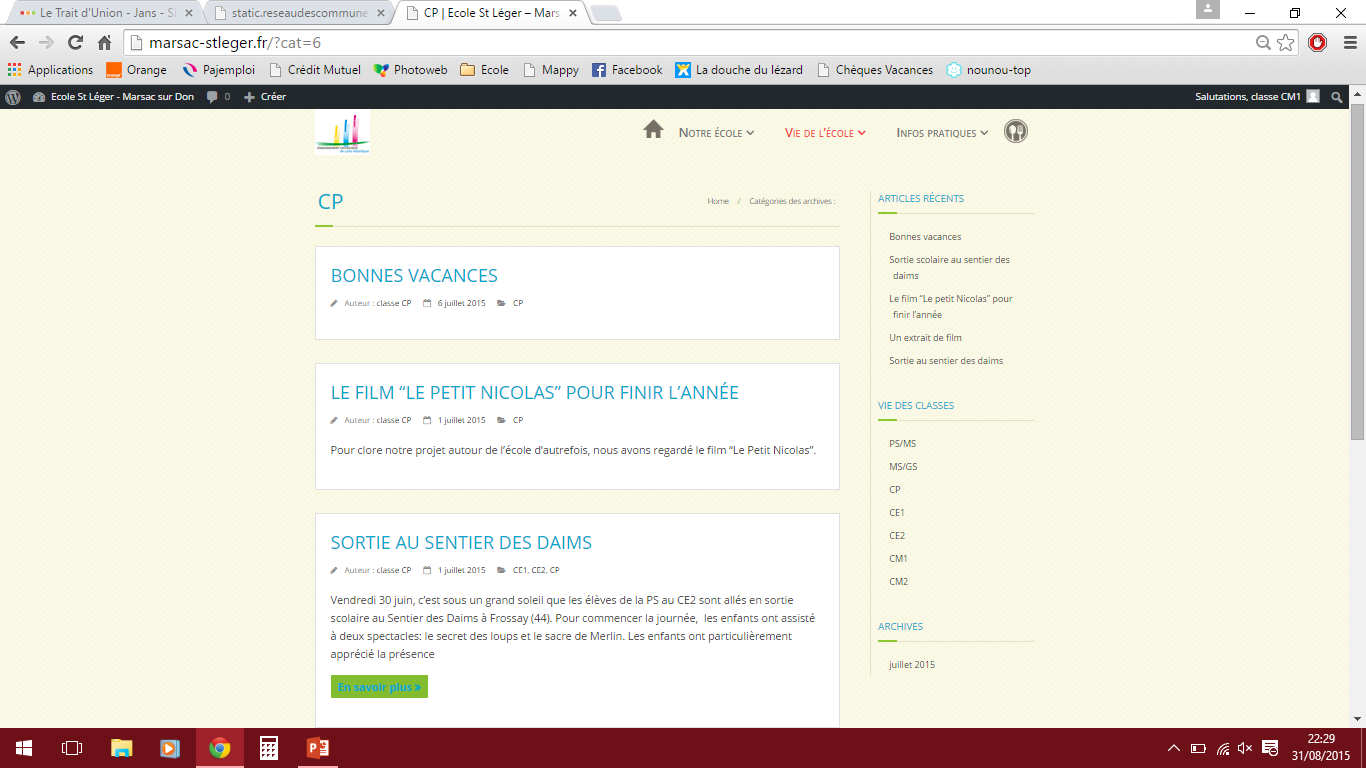 Le Trait d'Union - Jans - Si
static.reseaudescommune
CP | Ecole St Léger – Mars
marsac-stleger.fr/?cat=6
Applications
Orange
Pajemploi
Crédit Mutuel
Photoweb
Ecole
Mappy
Facebook
La douche du lézard
Chèques Vacances
nounou-top
Ecole St Léger - Marsac sur Don
0
Créer
Salutations, classe CM1
Notre école
Vie de l'école
Infos pratiques
CP
Home / Catégories des archives :
BONNES VACANCES
Auteur : classe CP 6 juillet 2015 CP
LE FILM “LE PETIT NICOLAS” POUR FINIR L’ANNÉE
Auteur : classe CP 1 juillet 2015 CP
Pour clore notre projet autour de l’école d’autrefois, nous avons regardé le film “Le Petit Nicolas”.
SORTIE AU SENTIER DES DAIMS
Auteur : classe CP 1 juillet 2015 CE1, CE2, CP
Vendredi 30 juin, c’est sous un grand soleil que les élèves de la PS au CE2 sont allés en sortie
scolaire au Sentier des Daims à Frossay (44). Pour commencer la journée, les enfants ont assisté
à deux spectacles: le secret des loups et le sacre de Merlin. Les enfants ont particulièrement
apprécié la présence
En savoir plus »
ARTICLES RÉCENTS
Bonnes vacances
Sortie scolaire au sentier des
daims
Le film “Le petit Nicolas” pour
finir l’année
Un extrait de film
Sortie au sentier des daims
VIE DES CLASSES
PS/MS
MS/GS
CP
CE1
CE2
CM1
CM2
ARCHIVES
juillet 2015
22:29
31/08/2015